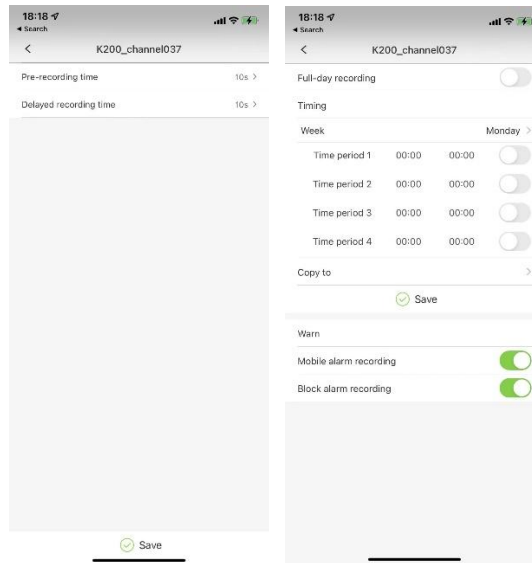 18:18
Search
K200_channel037
Pre-recording time 10s
Delayed recording time 10s
Save
18:18
Search
K200_channel037
Full-day recording
Timing
Week Monday
Time period 1 00:00 00:00
Time period 2 00:00 00:00
Time period 3 00:00 00:00
Time period 4 00:00 00:00
Copy to
Save
Warn
Mobile alarm recording
Block alarm recording